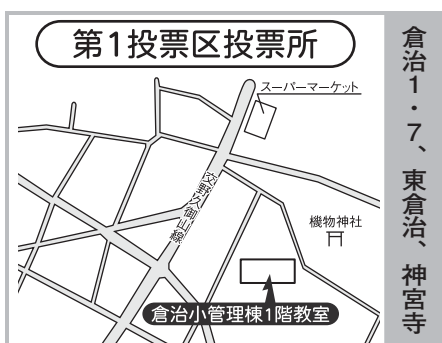 第1投票区投票所
スーパーマーケット
交野久御山線
機物神社
倉治小管理棟1階教室
倉治1・7、東倉治、神宮寺